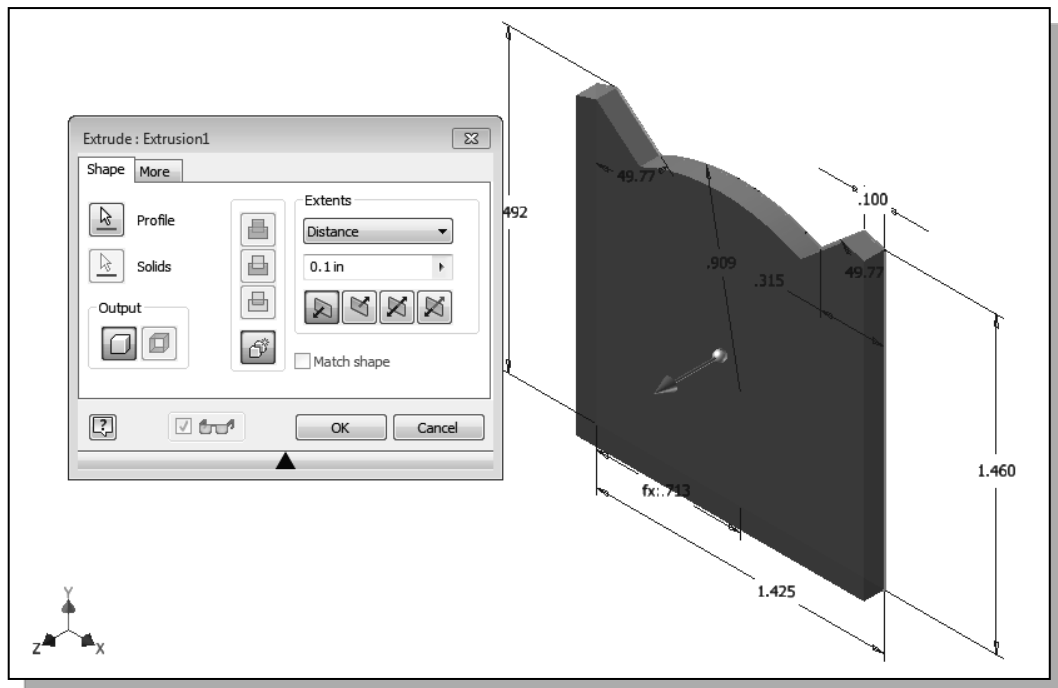 Extrude : Extrusion1
Shape More
Profile
Solids
Output
Extents
Distance
0.1 in
Match shape
OK Cancel
492
49.77
.909
.315
.100
49.77
1.460
fx:.713
1.425
Y
Z X